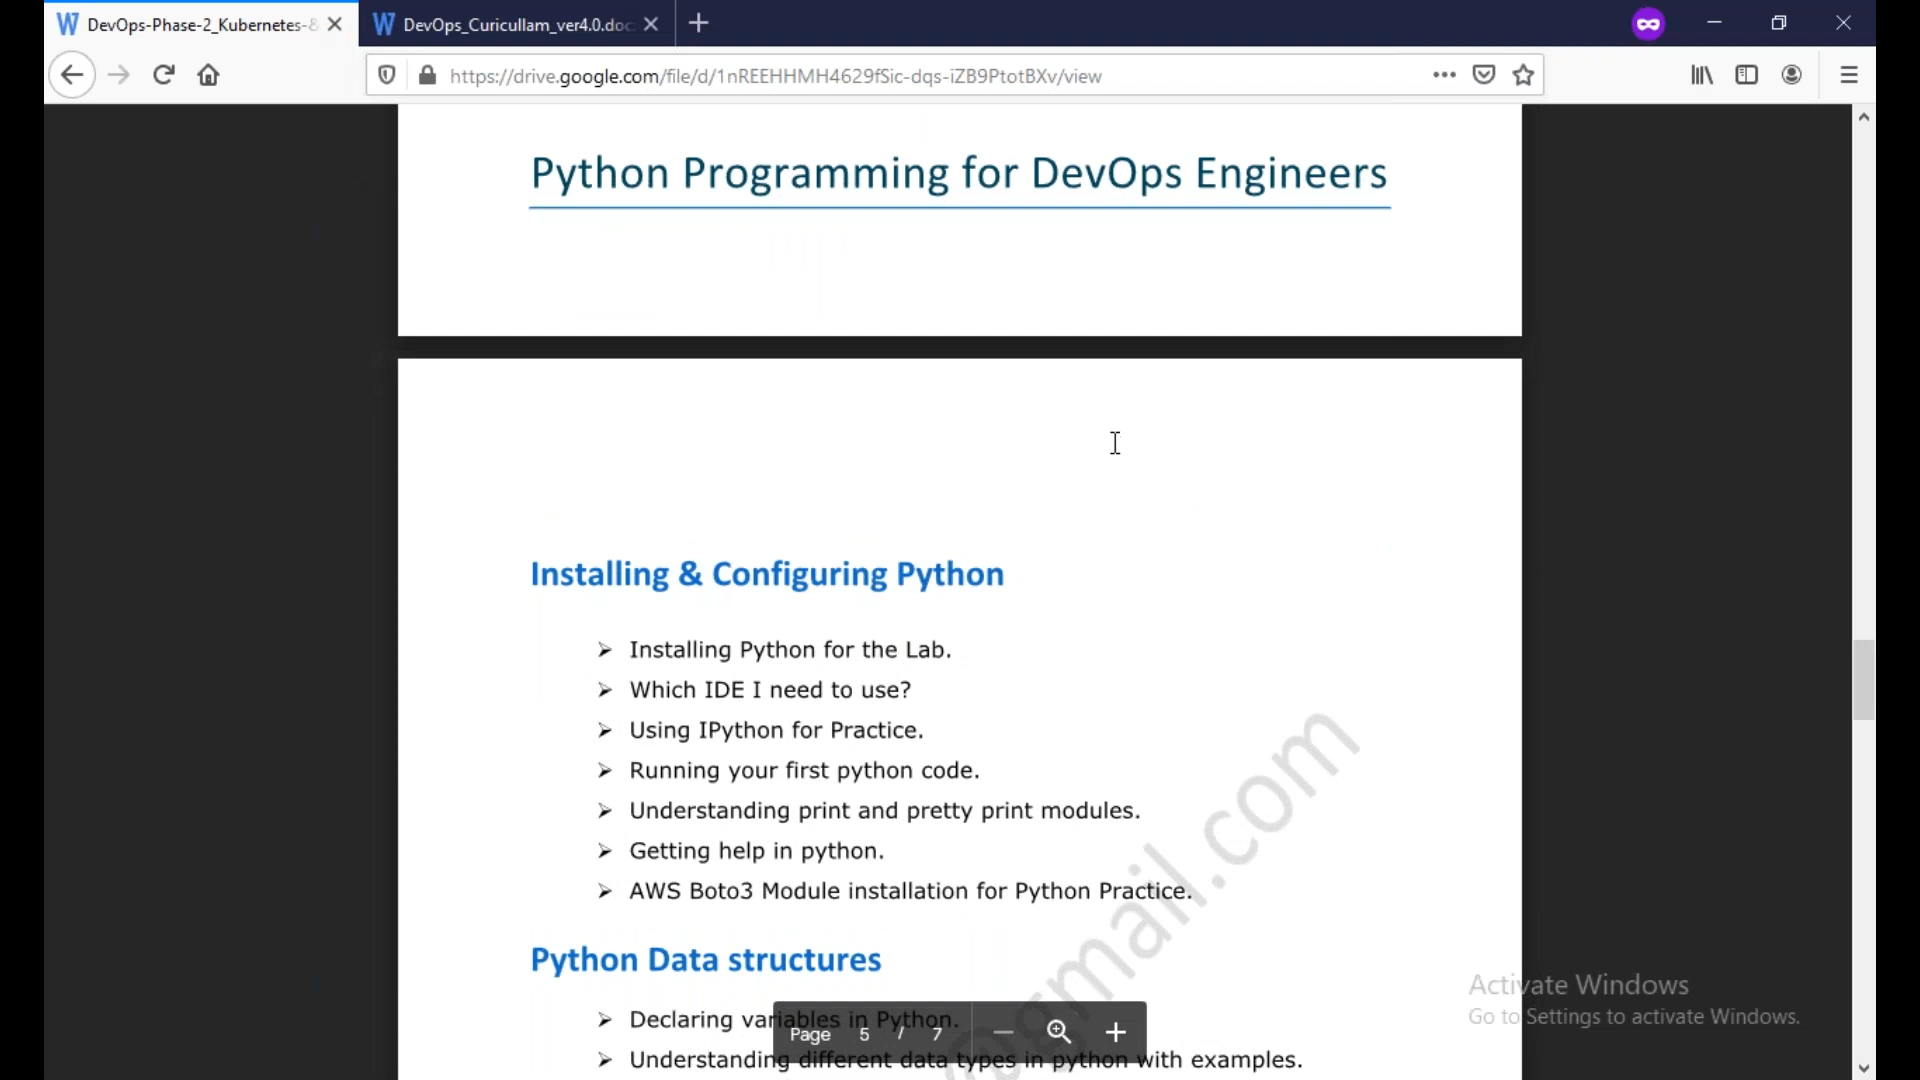 DevOps-Phase-2_Kubernetes-&
DevOps_Curicullam_ver4.0.doc
https://drive.google.com/file/d/1nREEHHMH4629fSic-dqs-iZB9PtotBXv/view
Python Programming for DevOps Engineers
Installing & Configuring Python
➢ Installing Python for the Lab.
➢ Which IDE I need to use?
➢ Using IPython for Practice.
➢ Running your first python code.
➢ Understanding print and pretty print modules.
➢ Getting help in python.
➢ AWS Boto3 Module installation for Python Practice.
Python Data structures
➢ Declaring variables in Python.
➢ Understanding different data types in python with examples.
Page 5 / 7
@gmail.com
Activate Windows
Go to Settings to activate Windows.